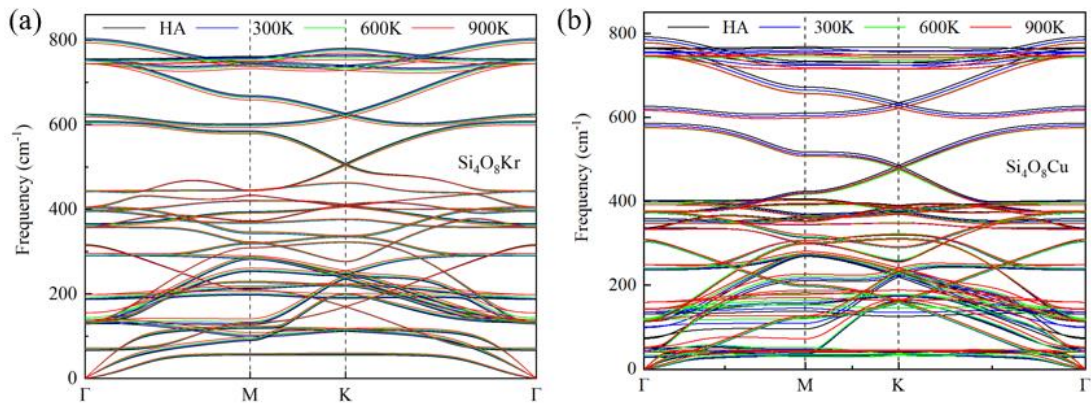 (a)
HA 300K 600K 900K
800
600
400
200
0
Frequency (cm⁻¹)
Si₄O₈Kr
Γ M K Γ
(b)
HA 300K 600K 900K
800
600
400
200
0
Frequency (cm⁻¹)
Si₄O₈Cu
Γ M K Γ